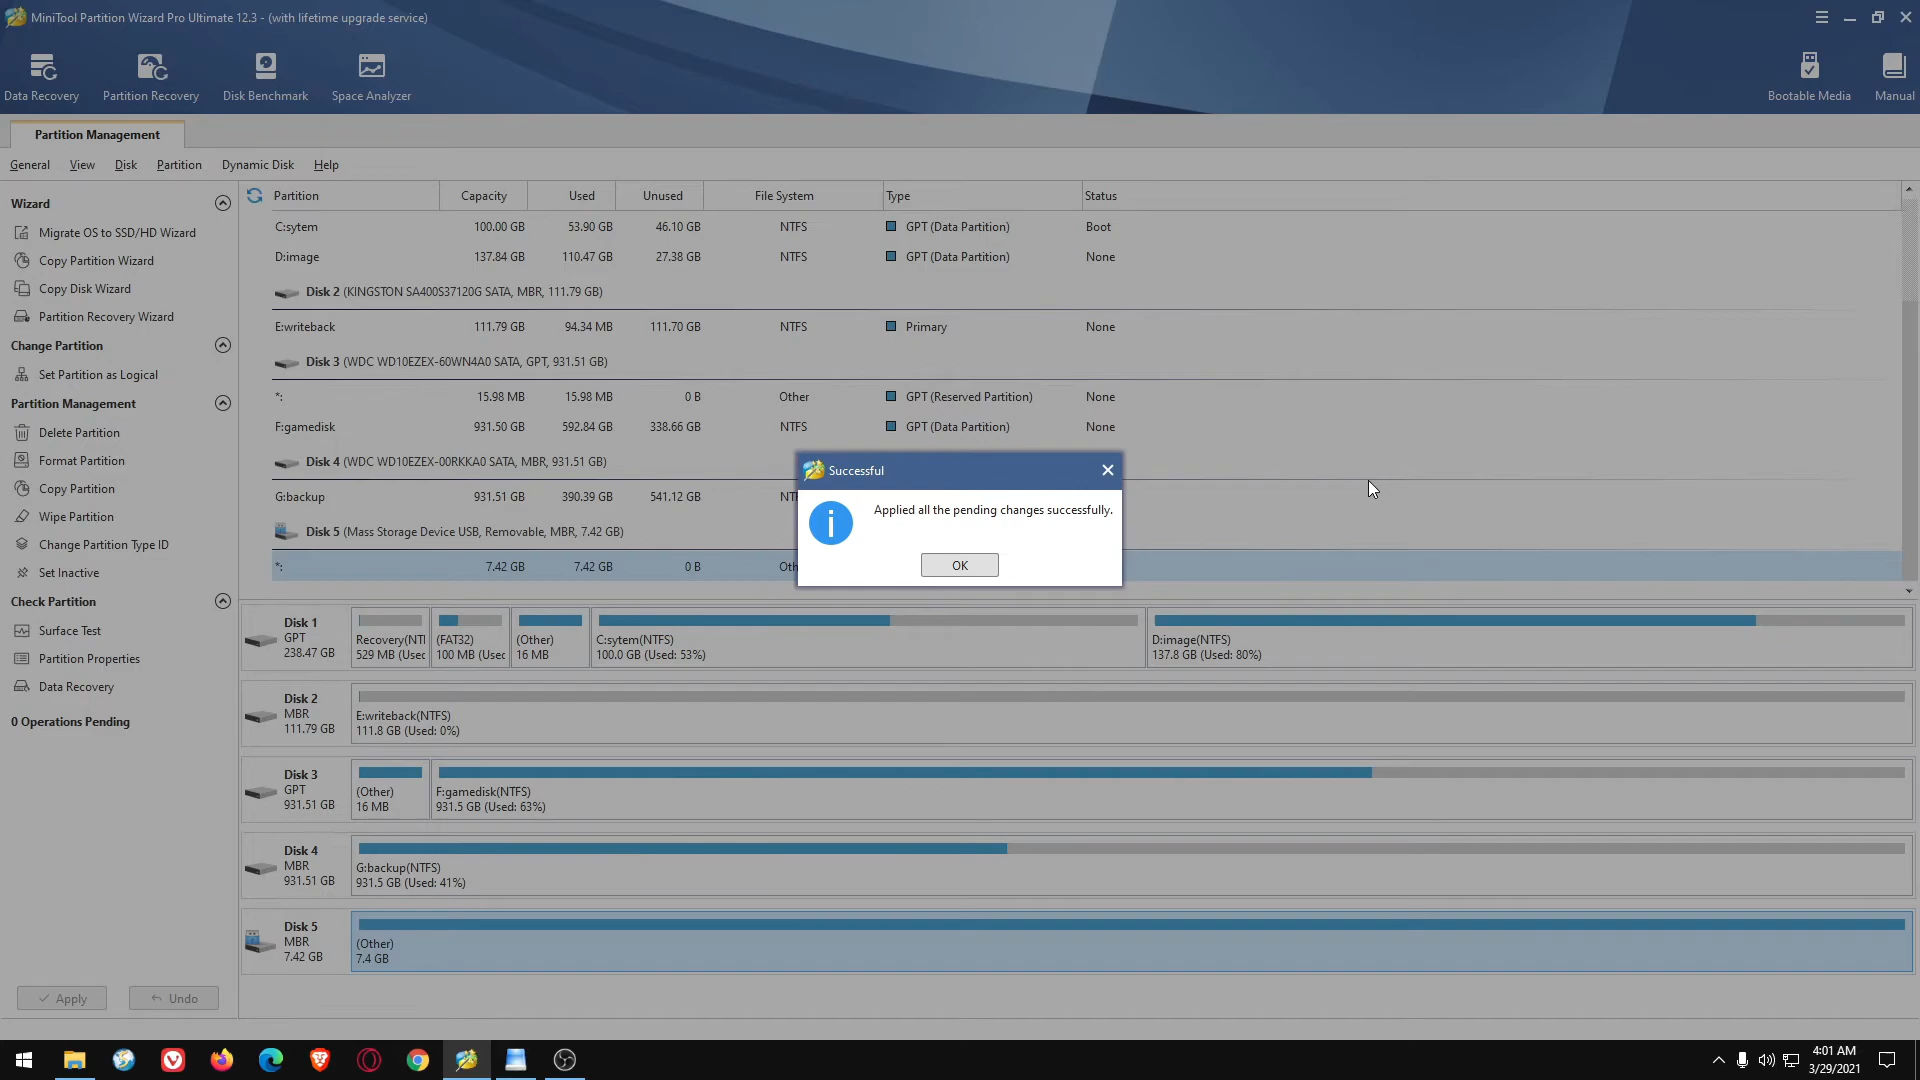 MiniTool Partition Wizard Pro Ultimate 12.3 - (with lifetime upgrade service)
Data Recovery
Partition Recovery
Disk Benchmark
Space Analyzer
Bootable Media
Manual
Partition Management
General View Disk Partition Dynamic Disk Help
Wizard
Migrate OS to SSD/HD Wizard
Copy Partition Wizard
Copy Disk Wizard
Partition Recovery Wizard
Change Partition
Set Partition as Logical
Partition Management
Delete Partition
Format Partition
Copy Partition
Wipe Partition
Change Partition Type ID
Set Inactive
Check Partition
Surface Test
Partition Properties
Data Recovery
0 Operations Pending
Apply
Undo
Partition Capacity Used Unused File System Type Status
C:sytem 100.00 GB 53.90 GB 46.10 GB NTFS GPT (Data Partition) Boot
D:image 137.84 GB 110.47 GB 27.38 GB NTFS GPT (Data Partition) None
Disk 2 (KINGSTON SA400S37120G SATA, MBR, 111.79 GB)
E:writeback 111.79 GB 94.34 MB 111.70 GB NTFS Primary None
Disk 3 (WDC WD10EZEX-60WN4A0 SATA, GPT, 931.51 GB)
*: 15.98 MB 15.98 MB 0 B Other GPT (Reserved Partition) None
F:gamedisk 931.50 GB 592.84 GB 338.66 GB NTFS GPT (Data Partition) None
Disk 4 (WDC WD10EZEX-00RKKA0 SATA, MBR, 931.51 GB)
G:backup 931.51 GB 390.39 GB 541.12 GB NT
Disk 5 (Mass Storage Device USB, Removable, MBR, 7.42 GB)
*: 7.42 GB 7.42 GB 0 B Oth
Successful
Applied all the pending changes successfully.
OK
Disk 1
GPT
238.47 GB
Recovery(NTI
529 MB (Usec
(FAT32)
100 MB (Usec
(Other)
16 MB
C:sytem(NTFS)
100.0 GB (Used: 53%)
D:image(NTFS)
137.8 GB (Used: 80%)
Disk 2
MBR
111.79 GB
E:writeback(NTFS)
111.8 GB (Used: 0%)
Disk 3
GPT
931.51 GB
(Other)
16 MB
F:gamedisk(NTFS)
931.5 GB (Used: 63%)
Disk 4
MBR
931.51 GB
G:backup(NTFS)
931.5 GB (Used: 41%)
Disk 5
MBR
7.42 GB
(Other)
7.4 GB
4:01 AM
3/29/2021